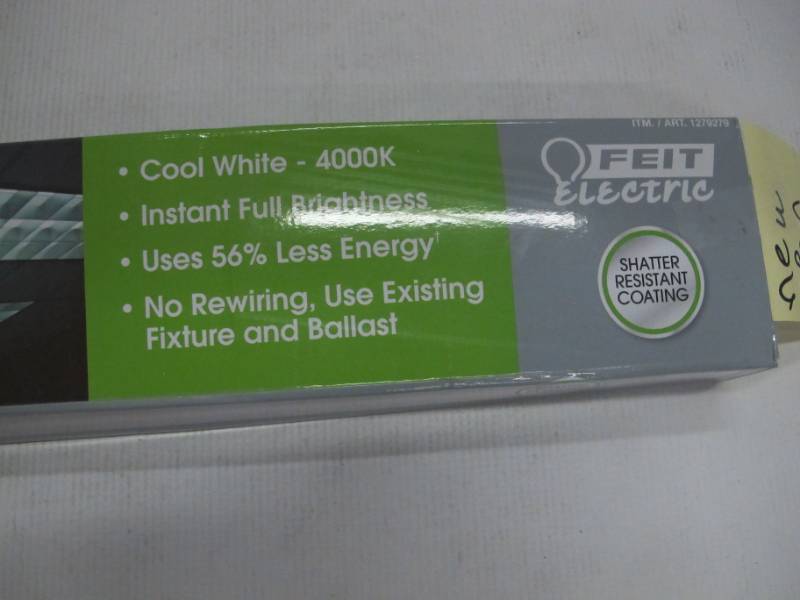 ITM. / ART. 1279279
• Cool White - 4000K
• Instant Full Brightness
• Uses 56% Less Energy†
• No Rewiring, Use Existing
Fixture and Ballast
FEIT
Electric
SHATTER
RESISTANT
COATING
new